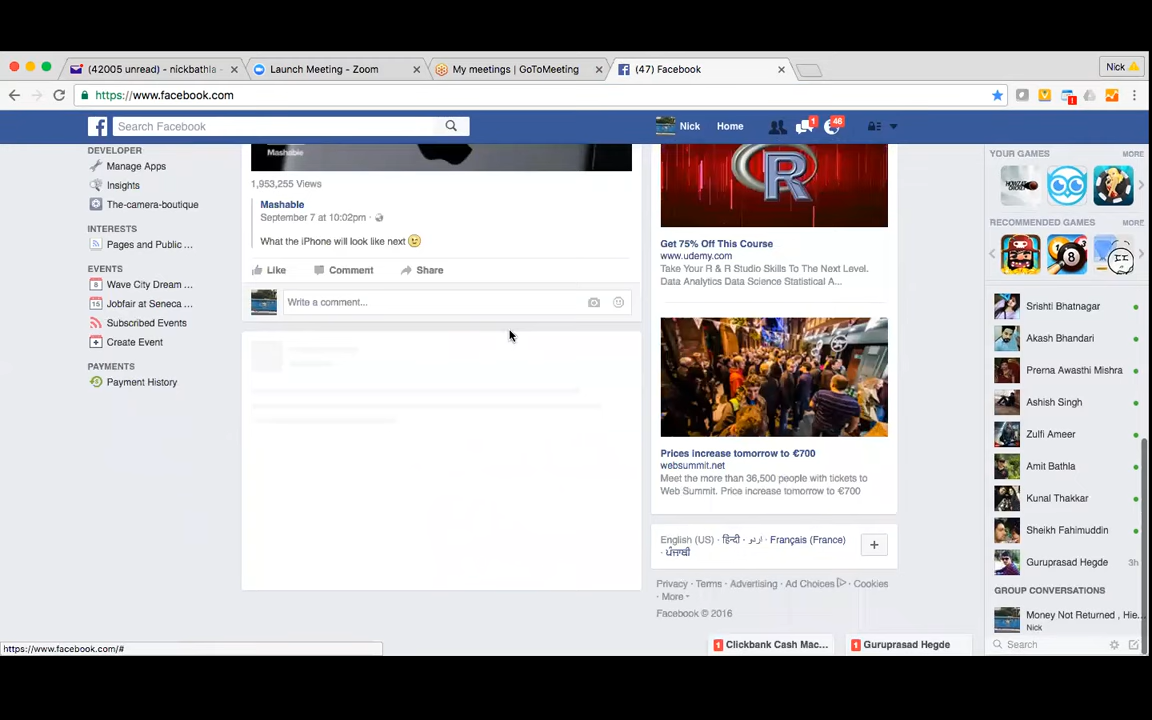 (42005 unread) - nickbathla
Launch Meeting - Zoom
My meetings | GoToMeeting
(47) Facebook
Nick
https://www.facebook.com
Search Facebook
Nick
Home
1
46
DEVELOPER
Manage Apps
Insights
The-camera-boutique
INTERESTS
Pages and Public ...
EVENTS
Wave City Dream ...
Jobfair at Seneca ...
Subscribed Events
Create Event
PAYMENTS
Payment History
Mashable
1,953,255 Views
Mashable
September 7 at 10:02pm ·
What the iPhone will look like next
Like
Comment
Share
Write a comment...
R
Get 75% Off This Course
www.udemy.com
Take Your R & R Studio Skills To The Next Level.
Data Analytics Data Science Statistical A...
Prices increase tomorrow to €700
websummit.net
Meet the more than 36,500 people with tickets to
Web Summit. Price increase tomorrow to €700
English (US) · हिन्दी · اردو · Français (France)
· ਪੰਜਾਬੀ
+
Privacy · Terms · Advertising · Ad Choices · Cookies
· More
Facebook © 2016
YOUR GAMES
MORE
RECOMMENDED GAMES
MORE
8
Srishti Bhatnagar
Akash Bhandari
Prerna Awasthi Mishra
Ashish Singh
Zulfi Ameer
Amit Bathla
Kunal Thakkar
Sheikh Fahimuddin
Guruprasad Hegde
3h
GROUP CONVERSATIONS
Money Not Returned , Hie...
Nick
Search
1 Clickbank Cash Mac...
1 Guruprasad Hegde
https://www.facebook.com/#